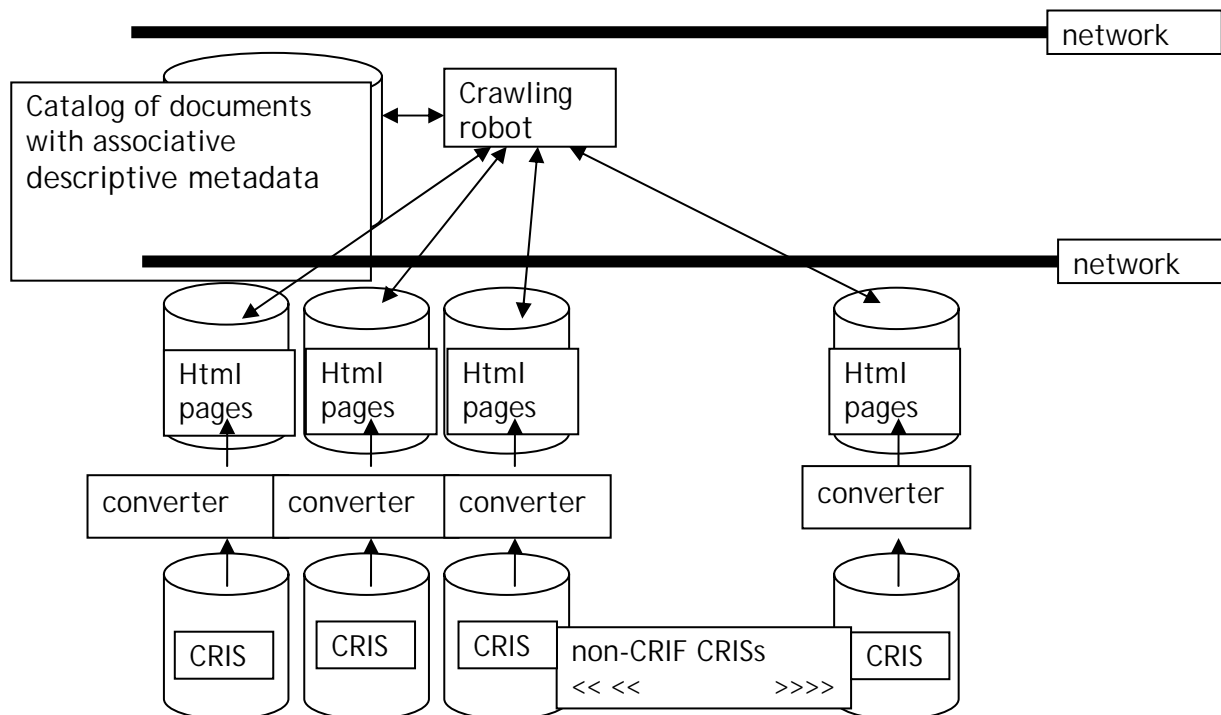 network
Catalog of documents
with associative
descriptive metadata
Crawling
robot
network
Html
pages
Html
pages
Html
pages
Html
pages
converter
converter
converter
converter
CRIS
CRIS
CRIS
non-CRIF CRISs
<< << >>>>
CRIS